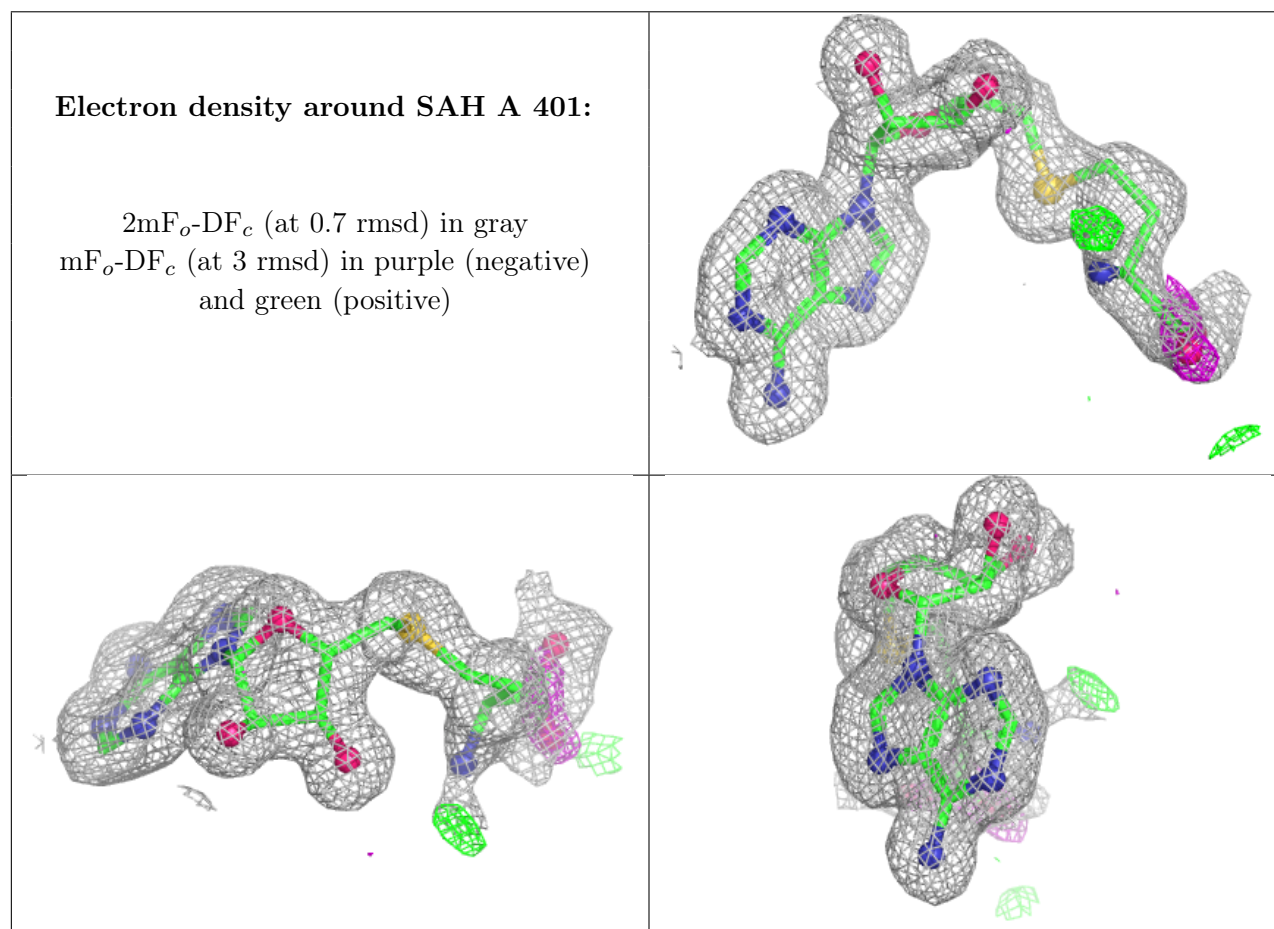 Electron density around SAH A 401:
2mFₒ-DF𝒸 (at 0.7 rmsd) in gray
mFₒ-DF𝒸 (at 3 rmsd) in purple (negative)
and green (positive)